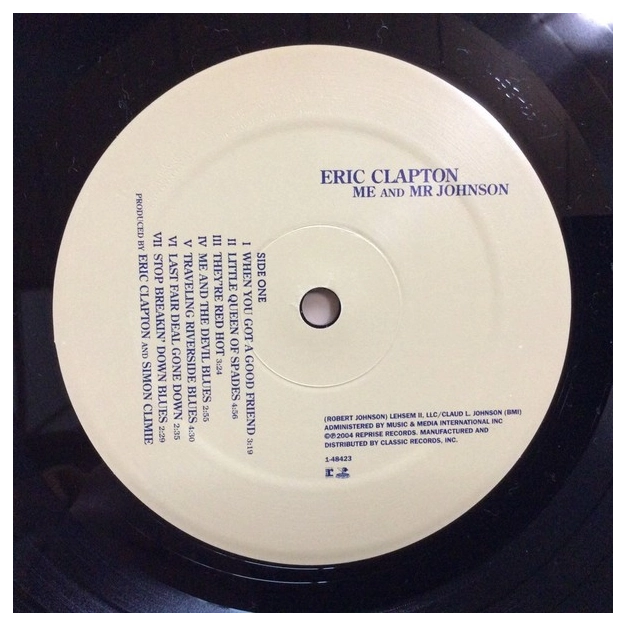 ERIC CLAPTON
ME AND MR JOHNSON
SIDE ONE
I WHEN YOU GOT A GOOD FRIEND 3:19
II LITTLE QUEEN OF SPADES 4:56
III THEY'RE RED HOT 3:24
IV ME AND THE DEVIL BLUES 2:55
V TRAVELING RIVERSIDE BLUES 4:30
VI LAST FAIR DEAL GONE DOWN 2:35
VII STOP BREAKIN' DOWN BLUES 2:29
PRODUCED BY ERIC CLAPTON AND SIMON CLIMIE
(ROBERT JOHNSON) LEHSEM II, LLC/CLAUD L. JOHNSON (BMI)
ADMINISTERED BY MUSIC & MEDIA INTERNATIONAL INC
©℗2004 REPRISE RECORDS. MANUFACTURED AND
DISTRIBUTED BY CLASSIC RECORDS, INC.
1-48423